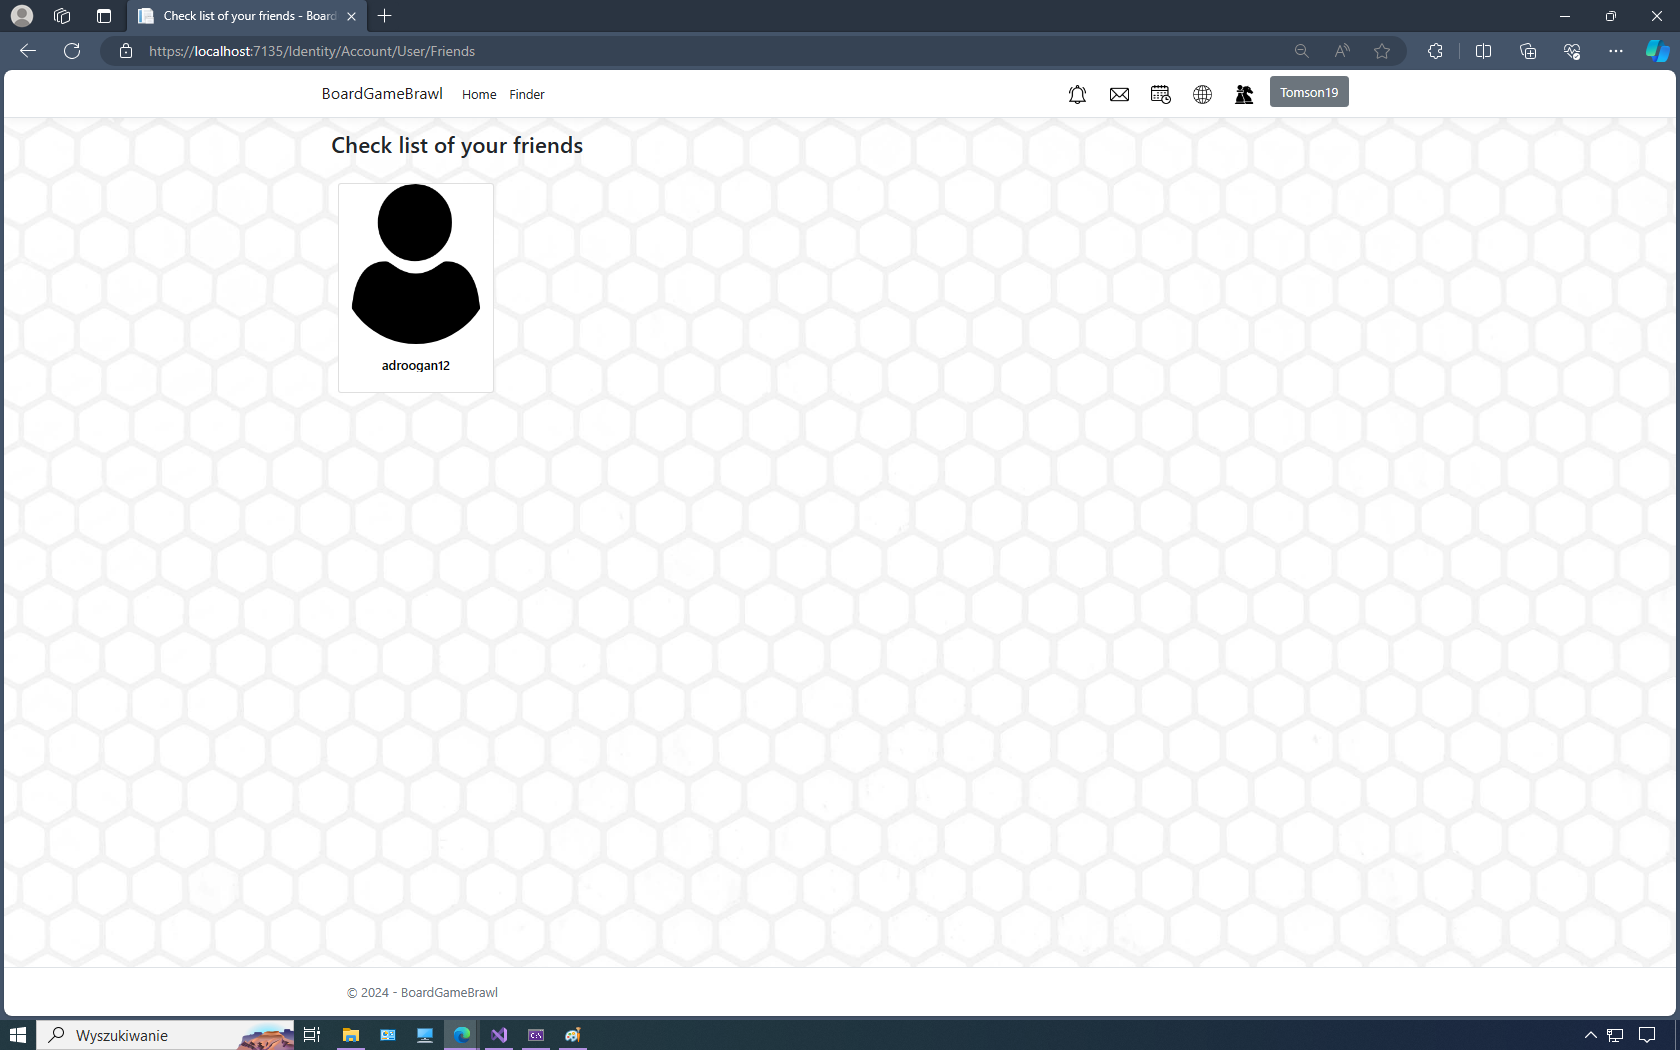 Check list of your friends - Board
https://localhost:7135/Identity/Account/User/Friends
BoardGameBrawl Home Finder Tomson19
Check list of your friends
adroogan12
© 2024 - BoardGameBrawl
Wyszukiwanie